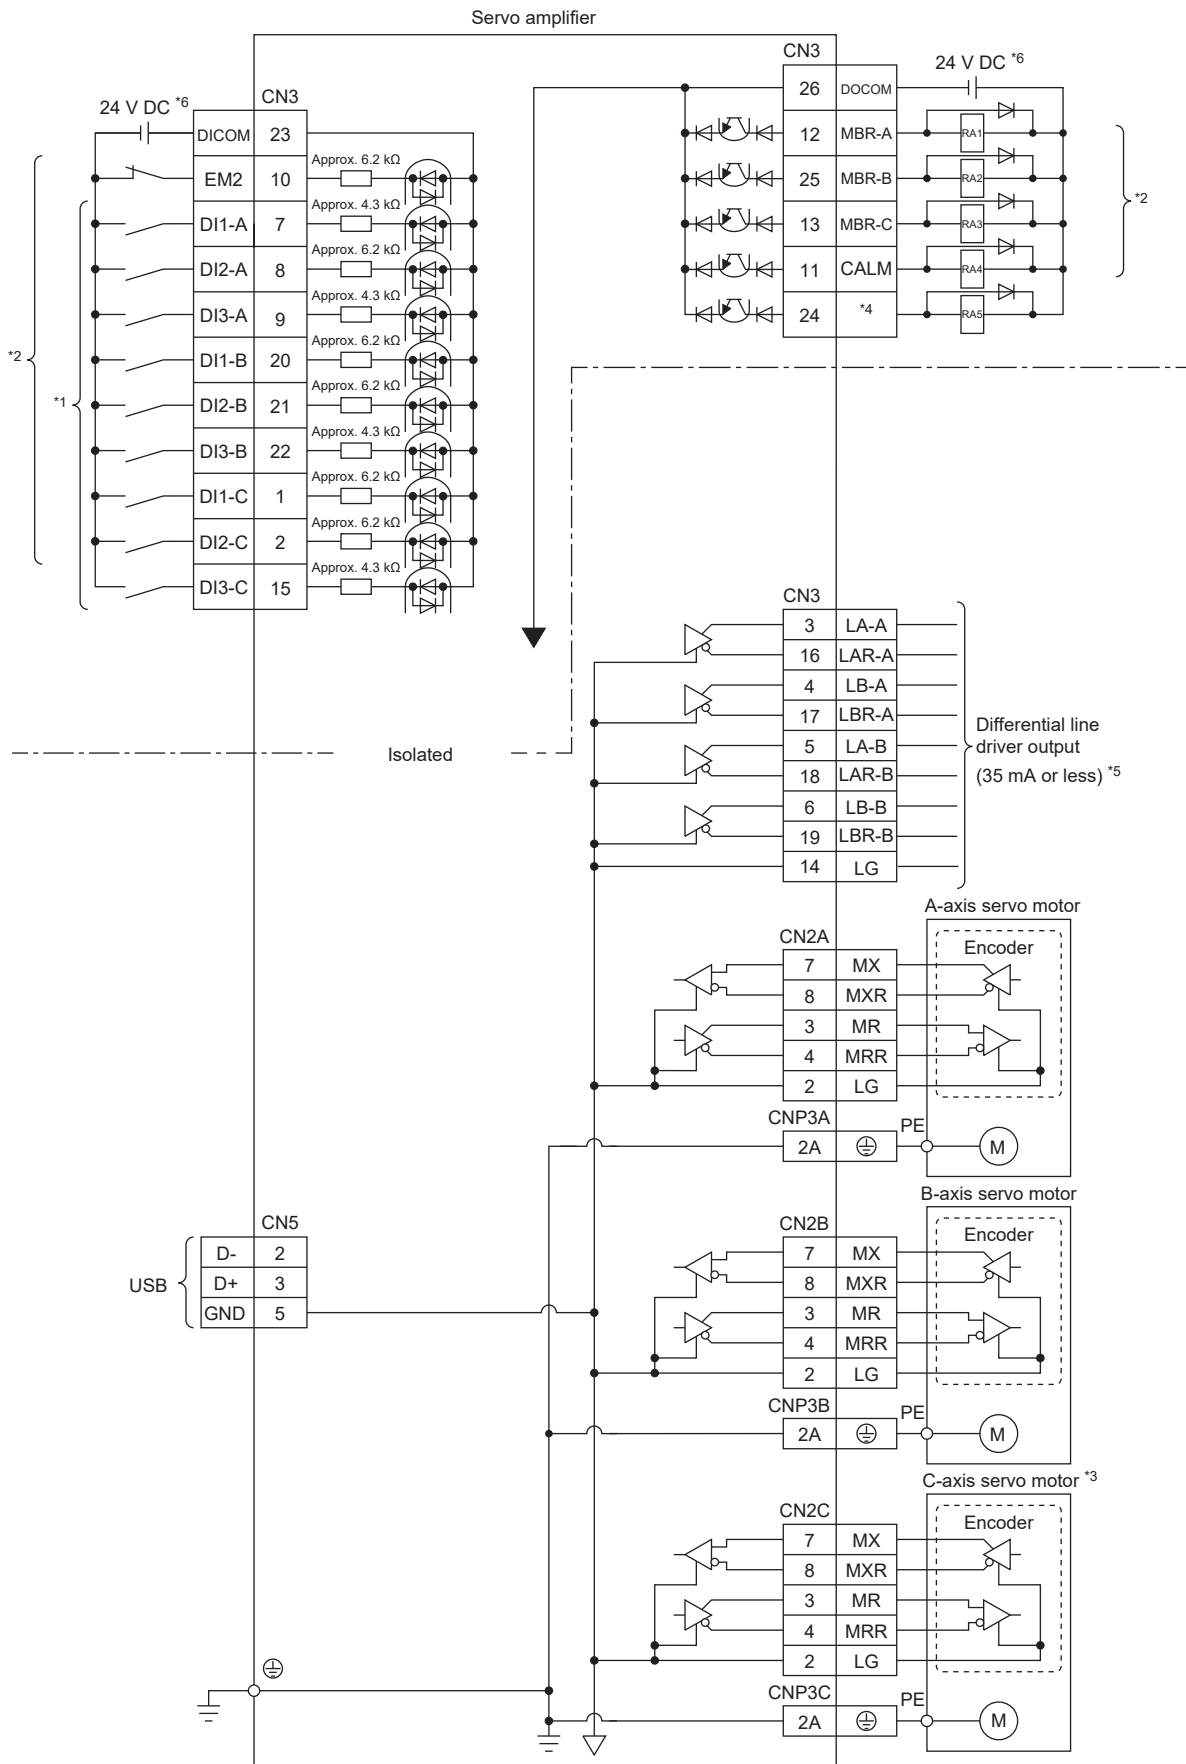 Servo amplifier
24 V DC *6
CN3
DICOM 23
EM2 10 Approx. 6.2 kΩ
DI1-A 7 Approx. 4.3 kΩ
DI2-A 8 Approx. 6.2 kΩ
DI3-A 9 Approx. 4.3 kΩ
DI1-B 20 Approx. 6.2 kΩ
DI2-B 21 Approx. 6.2 kΩ
DI3-B 22 Approx. 4.3 kΩ
DI1-C 1 Approx. 6.2 kΩ
DI2-C 2 Approx. 6.2 kΩ
DI3-C 15 Approx. 4.3 kΩ
*2
*1
CN3
24 V DC *6
26 DOCOM
12 MBR-A RA1
25 MBR-B RA2
13 MBR-C RA3
11 CALM RA4
24 *4 RA5
*2
Isolated
CN3
3 LA-A
16 LAR-A
4 LB-A
17 LBR-A
5 LA-B
18 LAR-B
6 LB-B
19 LBR-B
14 LG
Differential line
driver output
(35 mA or less) *5
A-axis servo motor
CN2A
Encoder
7 MX
8 MXR
3 MR
4 MRR
2 LG
CNP3A
2A PE M
B-axis servo motor
CN2B
Encoder
7 MX
8 MXR
3 MR
4 MRR
2 LG
CNP3B
2A PE M
USB
CN5
D- 2
D+ 3
GND 5
C-axis servo motor *3
CN2C
Encoder
7 MX
8 MXR
3 MR
4 MRR
2 LG
CNP3C
2A PE M